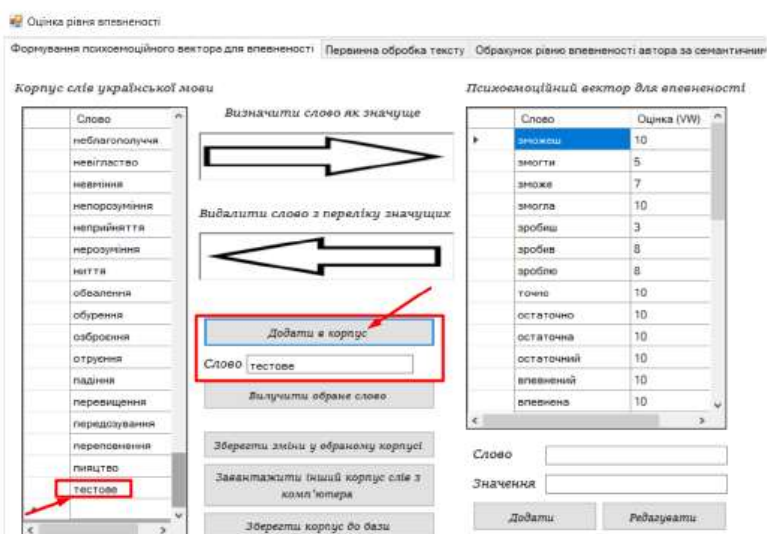 Оцінка рівня впевненості
Формування психоемоційного вектора для впевненості Первинна обробка тексту Обрахунок рівню впевненості автора за семантичним
Корпус слів української мови
Слово
неблагополуччя
невігластво
невміння
непорозуміння
неприйняття
нерозуміння
ниття
обвалення
обурення
озброєння
отруєння
падіння
перевищення
передозування
переповнення
пияцтво
тестове
Визначити слово як значуще
Видалити слово з переліку значущих
Додати в корпус
Слово тестове
Вилучити обране слово
Зберегти зміни у обраному корпусі
Завантажити інший корпус слів з
комп'ютера
Зберегти корпус до бази
Психоемоційний вектор для впевненості
Слово Оцінка (VW)
зможеш 10
змогти 5
зможе 7
змогла 10
зробиш 3
зробив 8
зроблю 8
точно 10
остаточно 10
остаточна 10
остаточний 10
впевнений 10
впевнена 10
Слово
Значення
Додати Редагувати